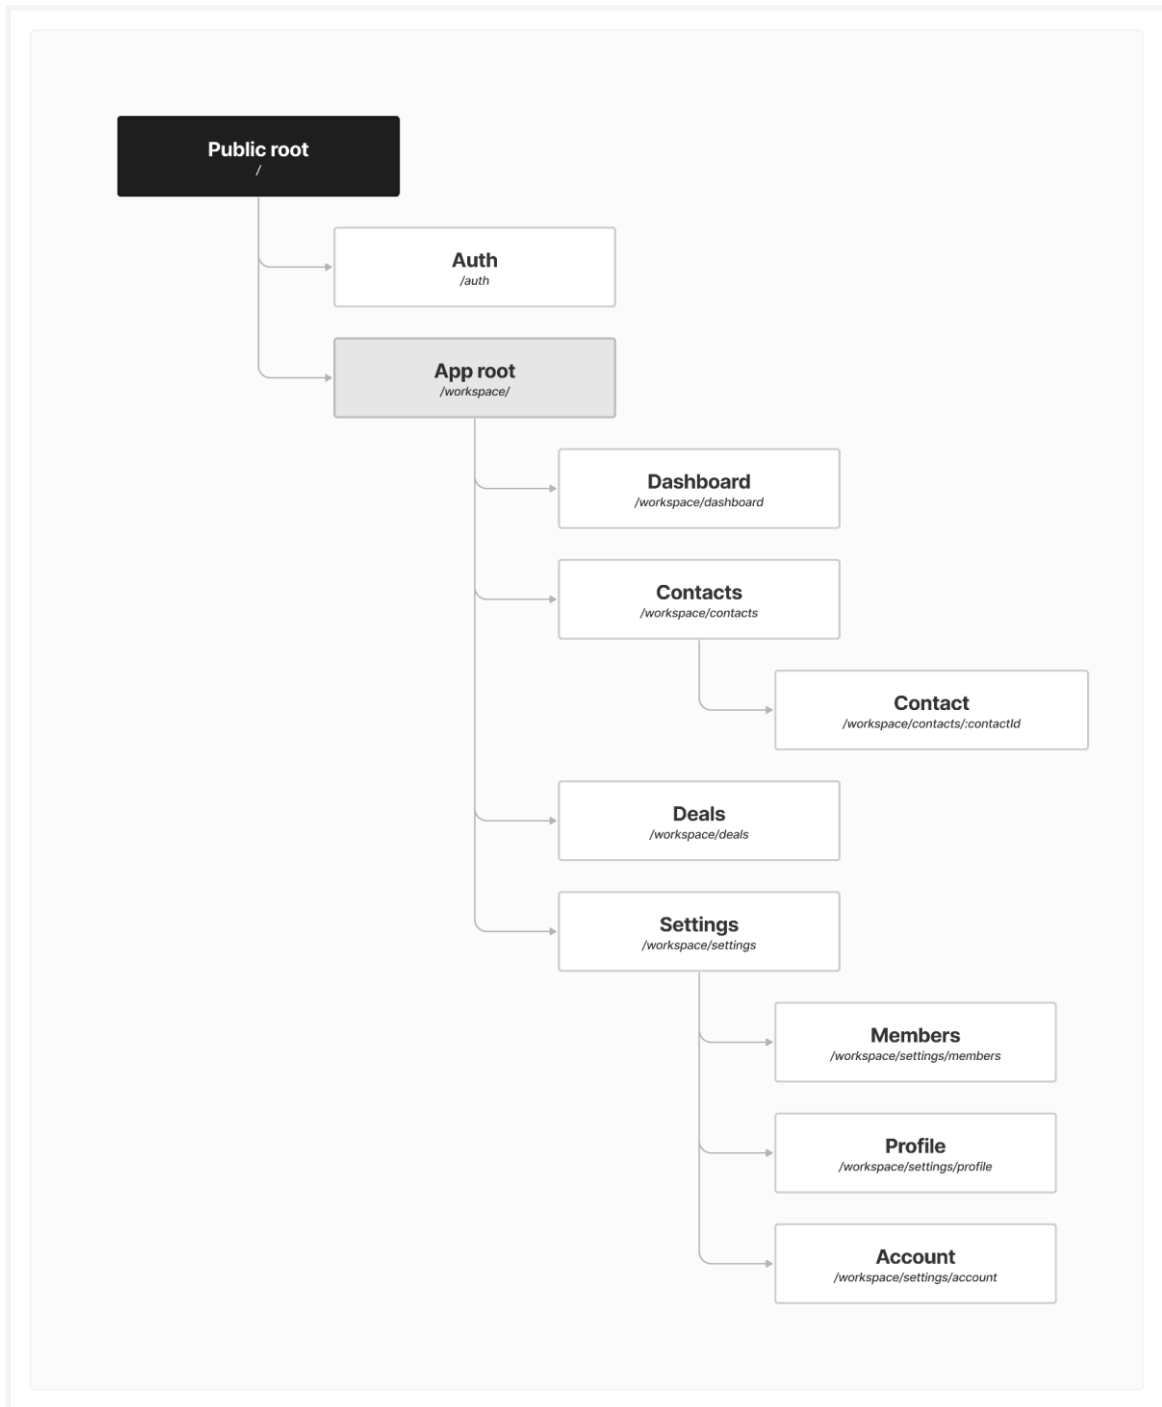 Public root
/
Auth
/auth
App root
/workspace/
Dashboard
/workspace/dashboard
Contacts
/workspace/contacts
Contact
/workspace/contacts/:contactId
Deals
/workspace/deals
Settings
/workspace/settings
Members
/workspace/settings/members
Profile
/workspace/settings/profile
Account
/workspace/settings/account